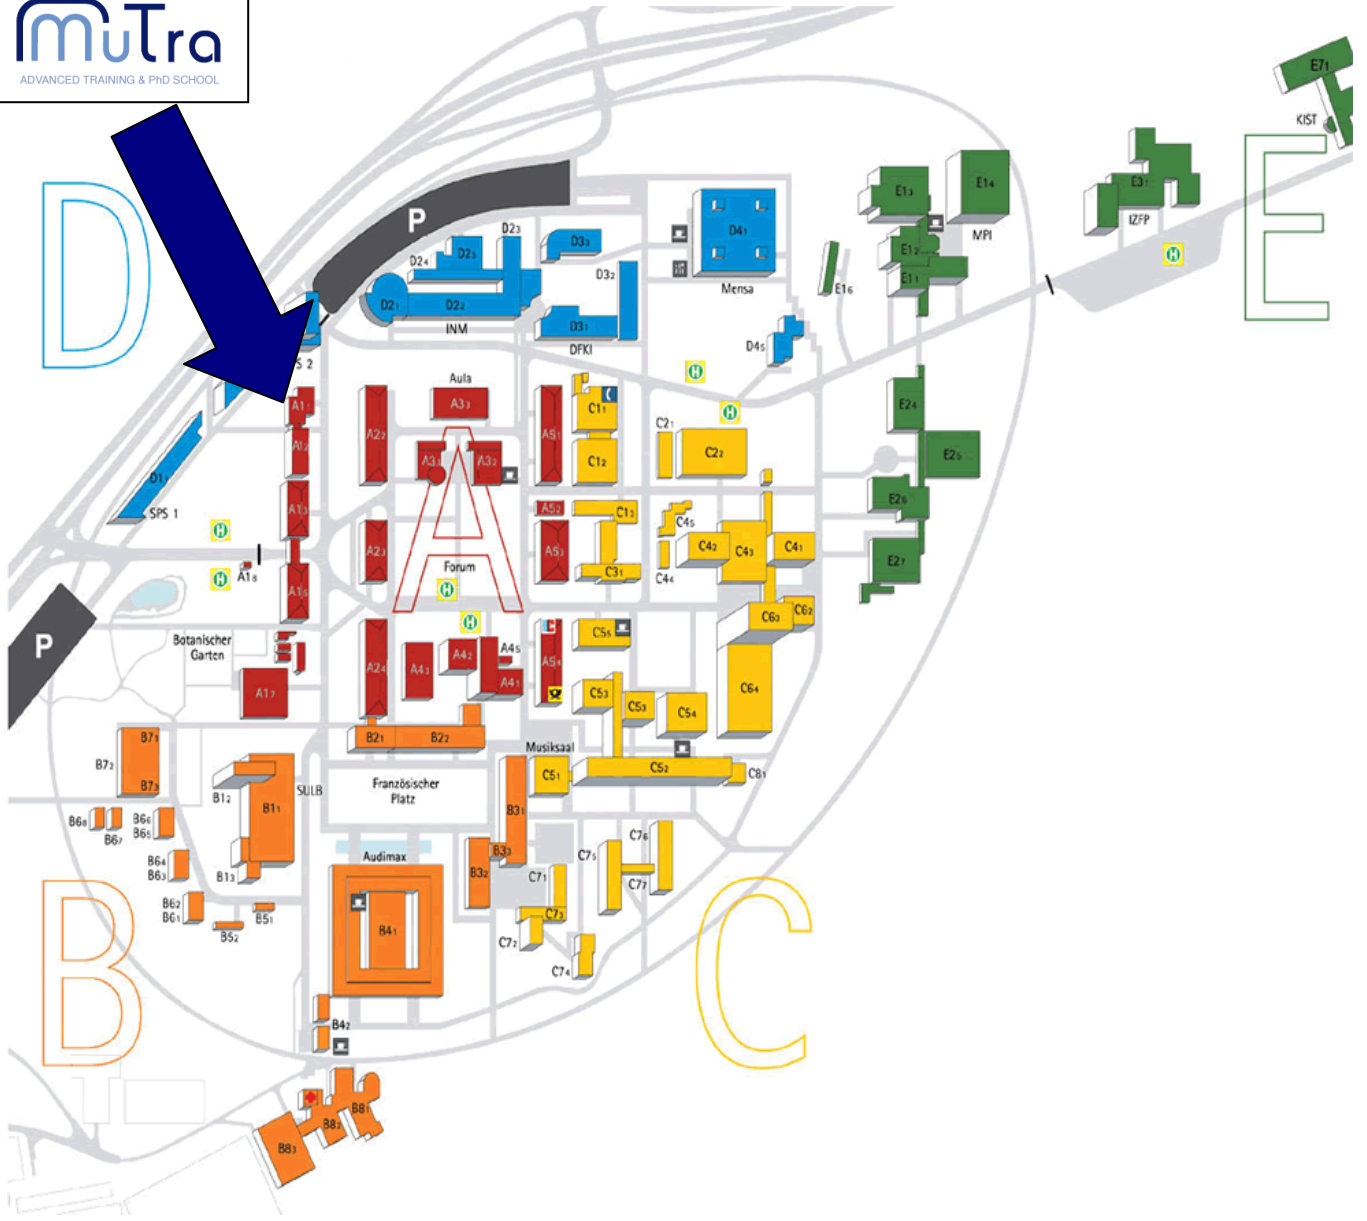 MuTra
ADVANCED TRAINING & PhD SCHOOL
D
P
E
E71
KIST
E31
IZFP
H
E13
E14
MPI
E12
E11
E16
D41
Mensa
D45
D23
D25
D24
D33
D32
D21
D22
INM
D31
DFKI
S 2
D11
SPS 1
H
H
A11
A12
A13
A15
A18
Botanischer
Garten
A17
P
Aula
A33
A22
A31
A32
A51
A23
A
A52
A53
Forum
H
H
A24
A43
A42
A45
A41
A54
C11
C12
C13
C31
H
H
C21
C22
C45
C42
C43
C41
C44
C63
C62
C64
C55
C53
C53
C54
Musiksaal
C51
C52
C81
E24
E25
E26
E27
B21
B22
Französischer
Platz
B71
B72
B73
B12
B11
SULB
B13
B68
B67
B66
B65
B64
B63
B62
B61
B52
B51
Audimax
B41
B31
B33
B32
C71
C73
C72
C74
C75
C76
C77
B
C
B42
B81
B82
B83